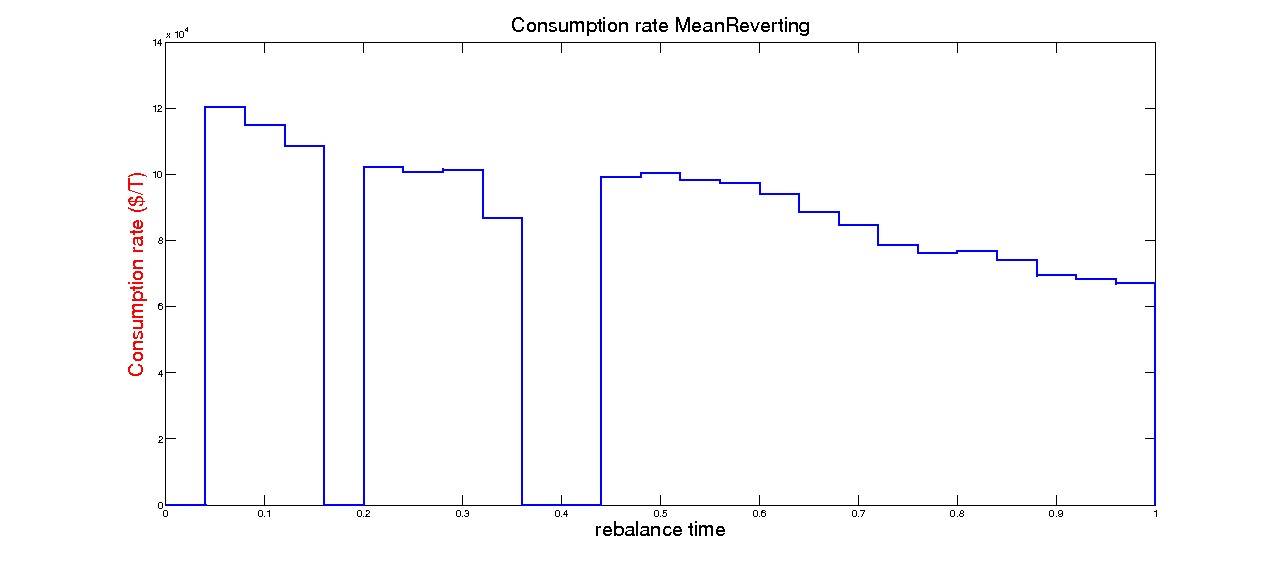 Consumption rate MeanReverting
x 10^4
14
12
10
8
6
4
2
0
Consumption rate ($/T)
0 0.1 0.2 0.3 0.4 0.5 0.6 0.7 0.8 0.9 1
rebalance time